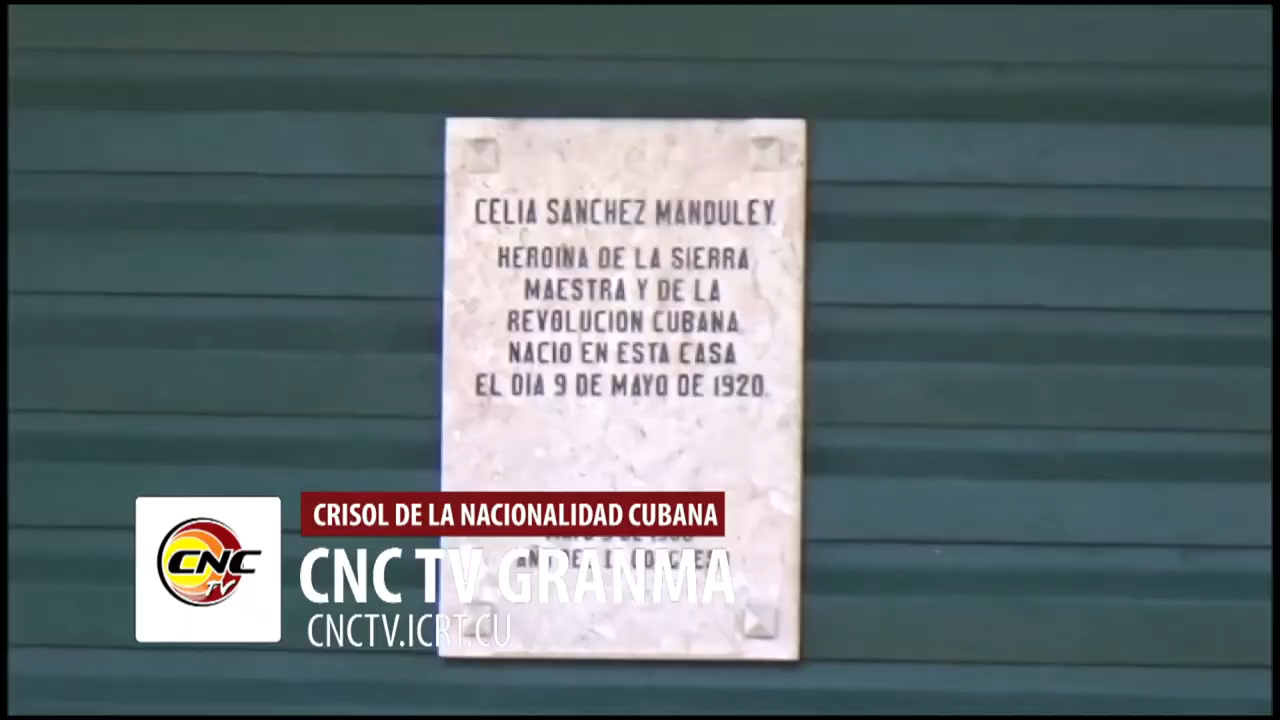 CELIA SANCHEZ MANDULEY
HEROINA DE LA SIERRA
MAESTRA Y DE LA
REVOLUCION CUBANA
NACIO EN ESTA CASA
EL DIA 9 DE MAYO DE 1920.
CRISOL DE LA NACIONALIDAD CUBANA
CNC TV GRANMA
CNCTV.ICRT.CU
CNC
TV